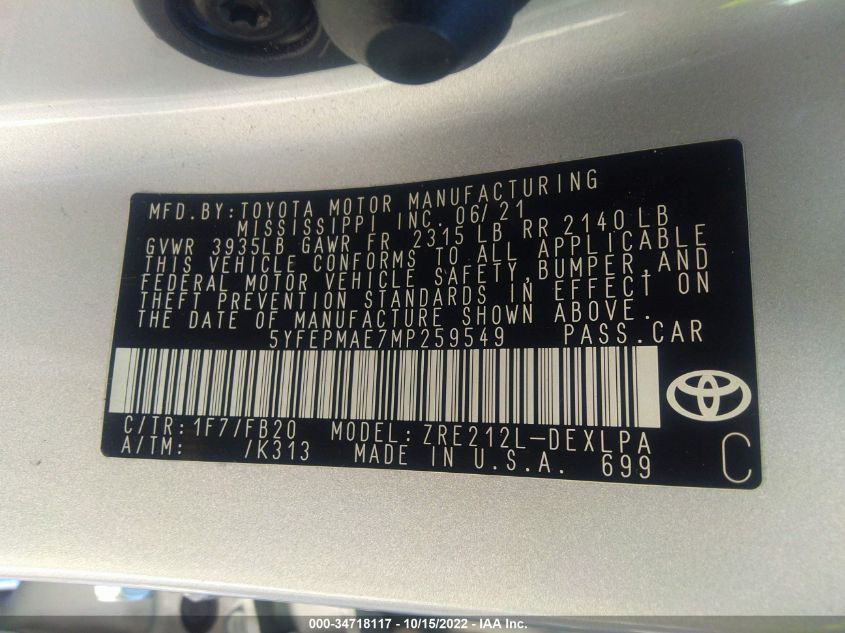 MFD.BY:TOYOTA MOTOR MANUFACTURING
MISSISSIPPI INC. 06/21
GVWR 3935LB GAWR FR 2315 LB RR 2140 LB
THIS VEHICLE CONFORMS TO ALL APPLICABLE
FEDERAL MOTOR VEHICLE SAFETY,BUMPER,AND
THEFT PREVENTION STANDARDS IN EFFECT ON
THE DATE OF MANUFACTURE SHOWN ABOVE.
5YFEPMAE7MP259549 PASS.CAR
C/TR:1F7/FB20 MODEL:ZRE212L-DEXLPA
A/TM: /K313 MADE IN U.S.A. 699
C
000-34718117 - 10/15/2022 - IAA Inc.